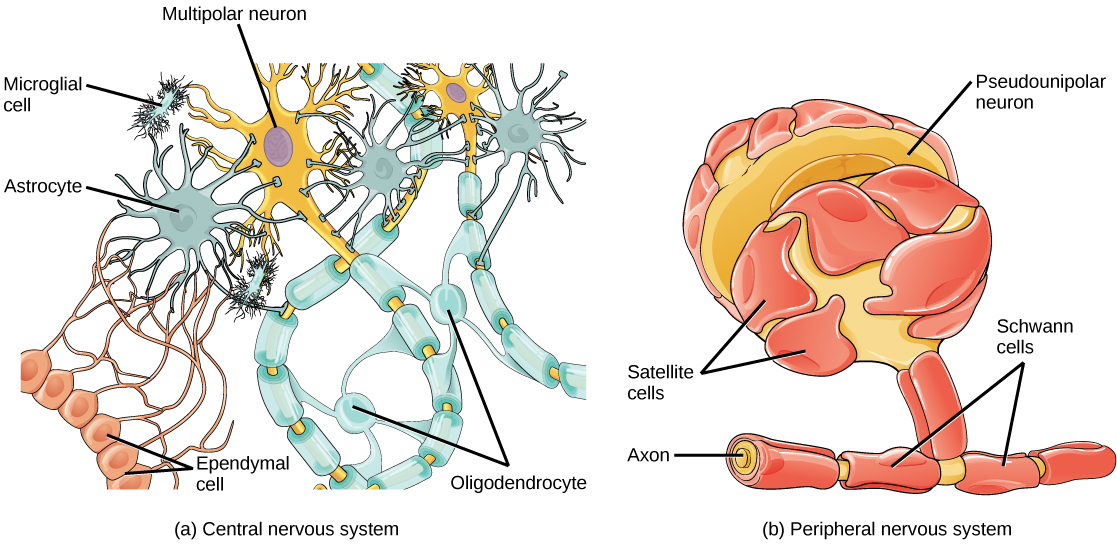 Multipolar neuron
Microglial
cell
Astrocyte
Ependymal
cell
Oligodendrocyte
(a) Central nervous system
Pseudounipolar
neuron
Satellite
cells
Schwann
cells
Axon
(b) Peripheral nervous system